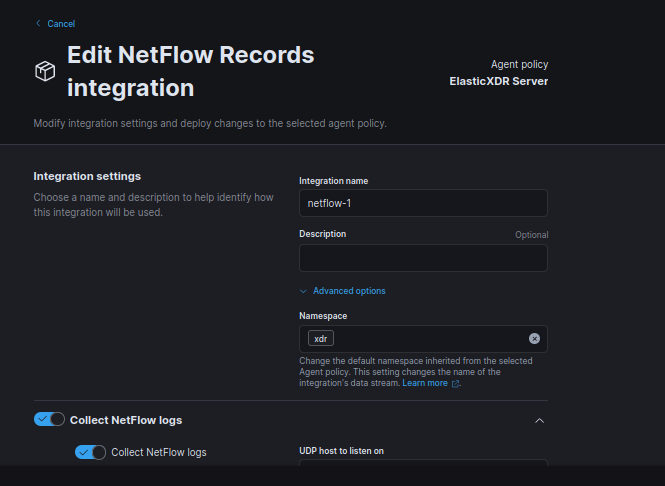 Cancel
Edit NetFlow Records
integration
Agent policy
ElasticXDR Server
Modify integration settings and deploy changes to the selected agent policy.
Integration settings
Choose a name and description to help identify how
this integration will be used.
Integration name
netflow-1
Description
Optional
Advanced options
Namespace
xdr
Change the default namespace inherited from the selected
Agent policy. This setting changes the name of the
integration's data stream. Learn more.
Collect NetFlow logs
Collect NetFlow logs
UDP host to listen on